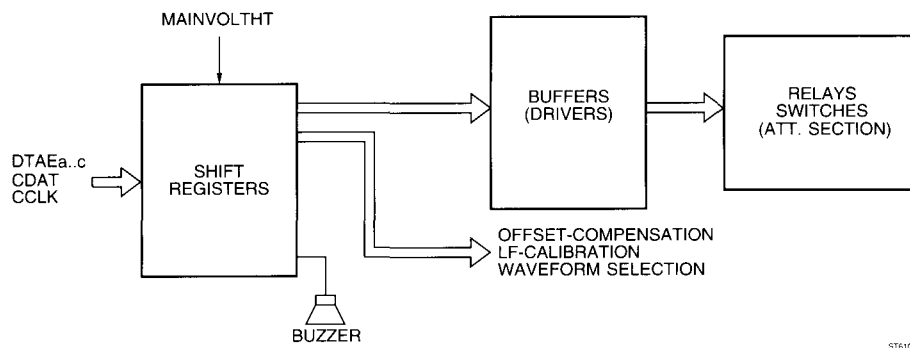 MAINVOLTHT
DTAEa..c
CDAT
CCLK
SHIFT
REGISTERS
BUFFERS
(DRIVERS)
RELAYS
SWITCHES
(ATT. SECTION)
OFFSET-COMPENSATION
LF-CALIBRATION
WAVEFORM SELECTION
BUZZER